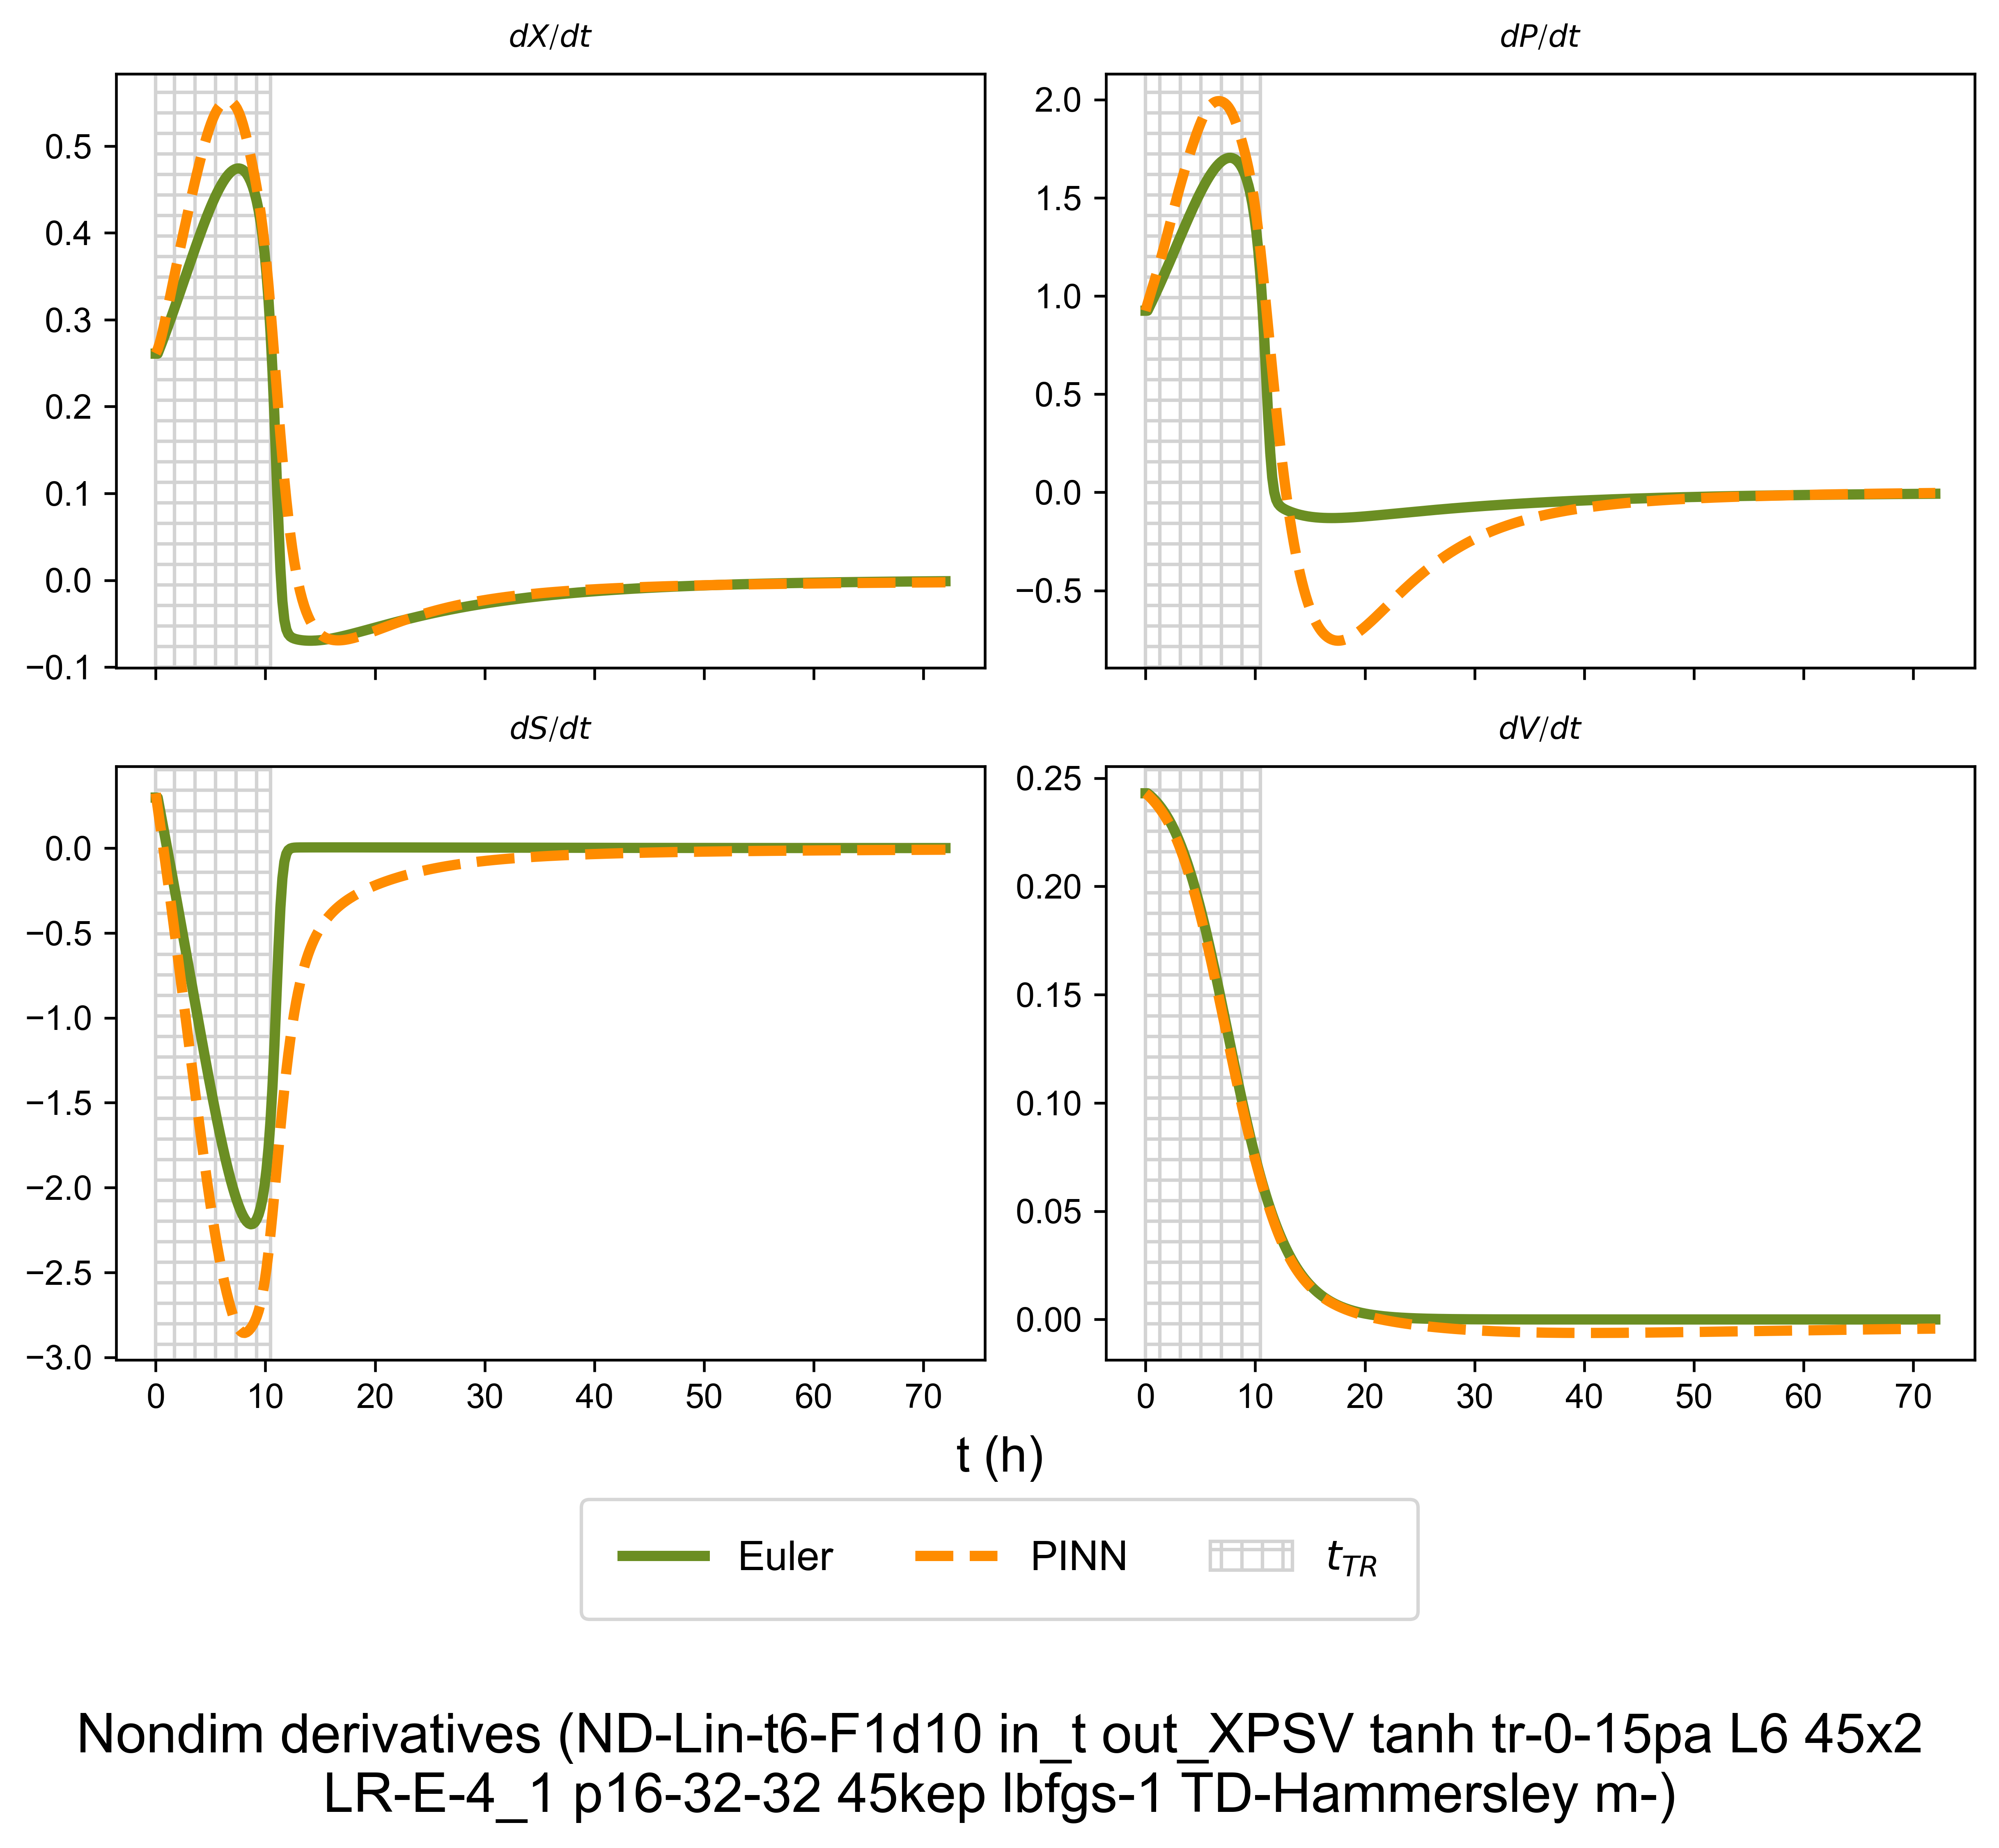 dX/dt
dP/dt
0.5
0.4
0.3
0.2
0.1
0.0
−0.1
2.0
1.5
1.0
0.5
0.0
−0.5
dS/dt
dV/dt
0.0
−0.5
−1.0
−1.5
−2.0
−2.5
−3.0
0 10 20 30 40 50 60 70
0.25
0.20
0.15
0.10
0.05
0.00
0 10 20 30 40 50 60 70
t (h)
Euler PINN t_{TR}
Nondim derivatives (ND-Lin-t6-F1d10 in_t out_XPSV tanh tr-0-15pa L6 45x2
LR-E-4_1 p16-32-32 45kep lbfgs-1 TD-Hammersley m-)